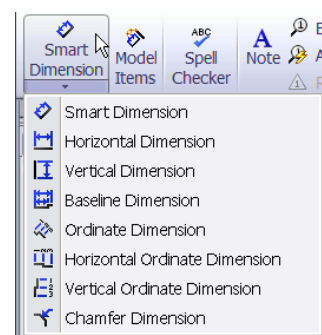 Smart Dimension
Model Items
ABC
Spell Checker
A
Note
Smart Dimension
Horizontal Dimension
Vertical Dimension
Baseline Dimension
Ordinate Dimension
Horizontal Ordinate Dimension
Vertical Ordinate Dimension
Chamfer Dimension